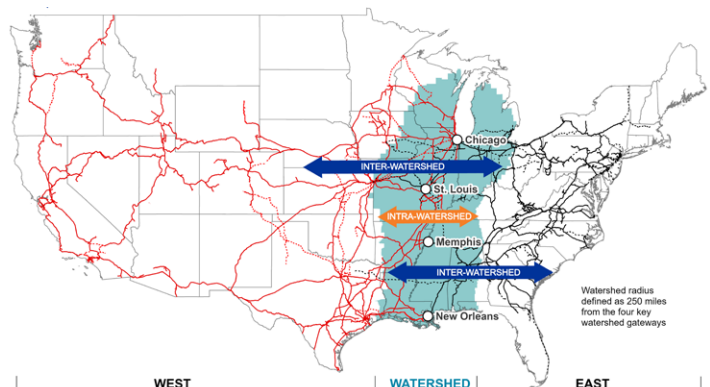 Chicago
INTER-WATERSHED
St. Louis
INTRA-WATERSHED
Memphis
INTER-WATERSHED
Watershed radius
defined as 250 miles
from the four key
watershed gateways
New Orleans
WEST
WATERSHED
EAST